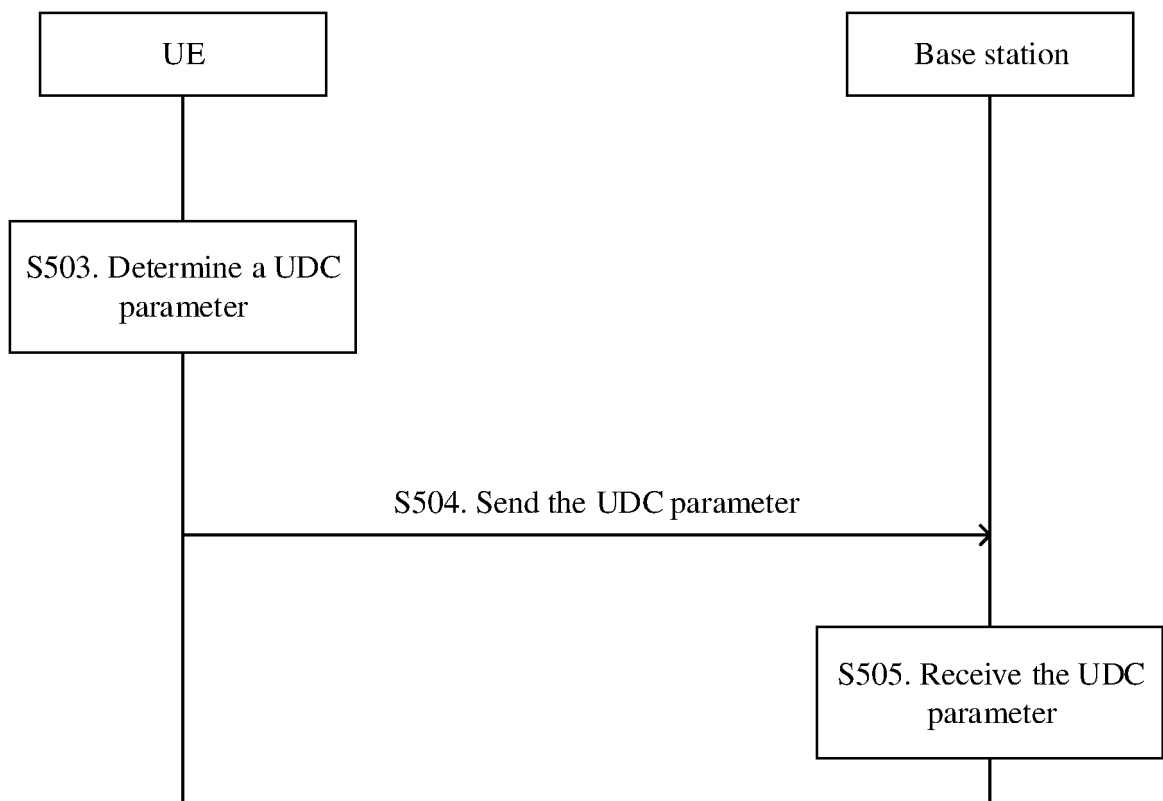 UE
Base station
S503. Determine a UDC
parameter
S504. Send the UDC parameter
S505. Receive the UDC
parameter